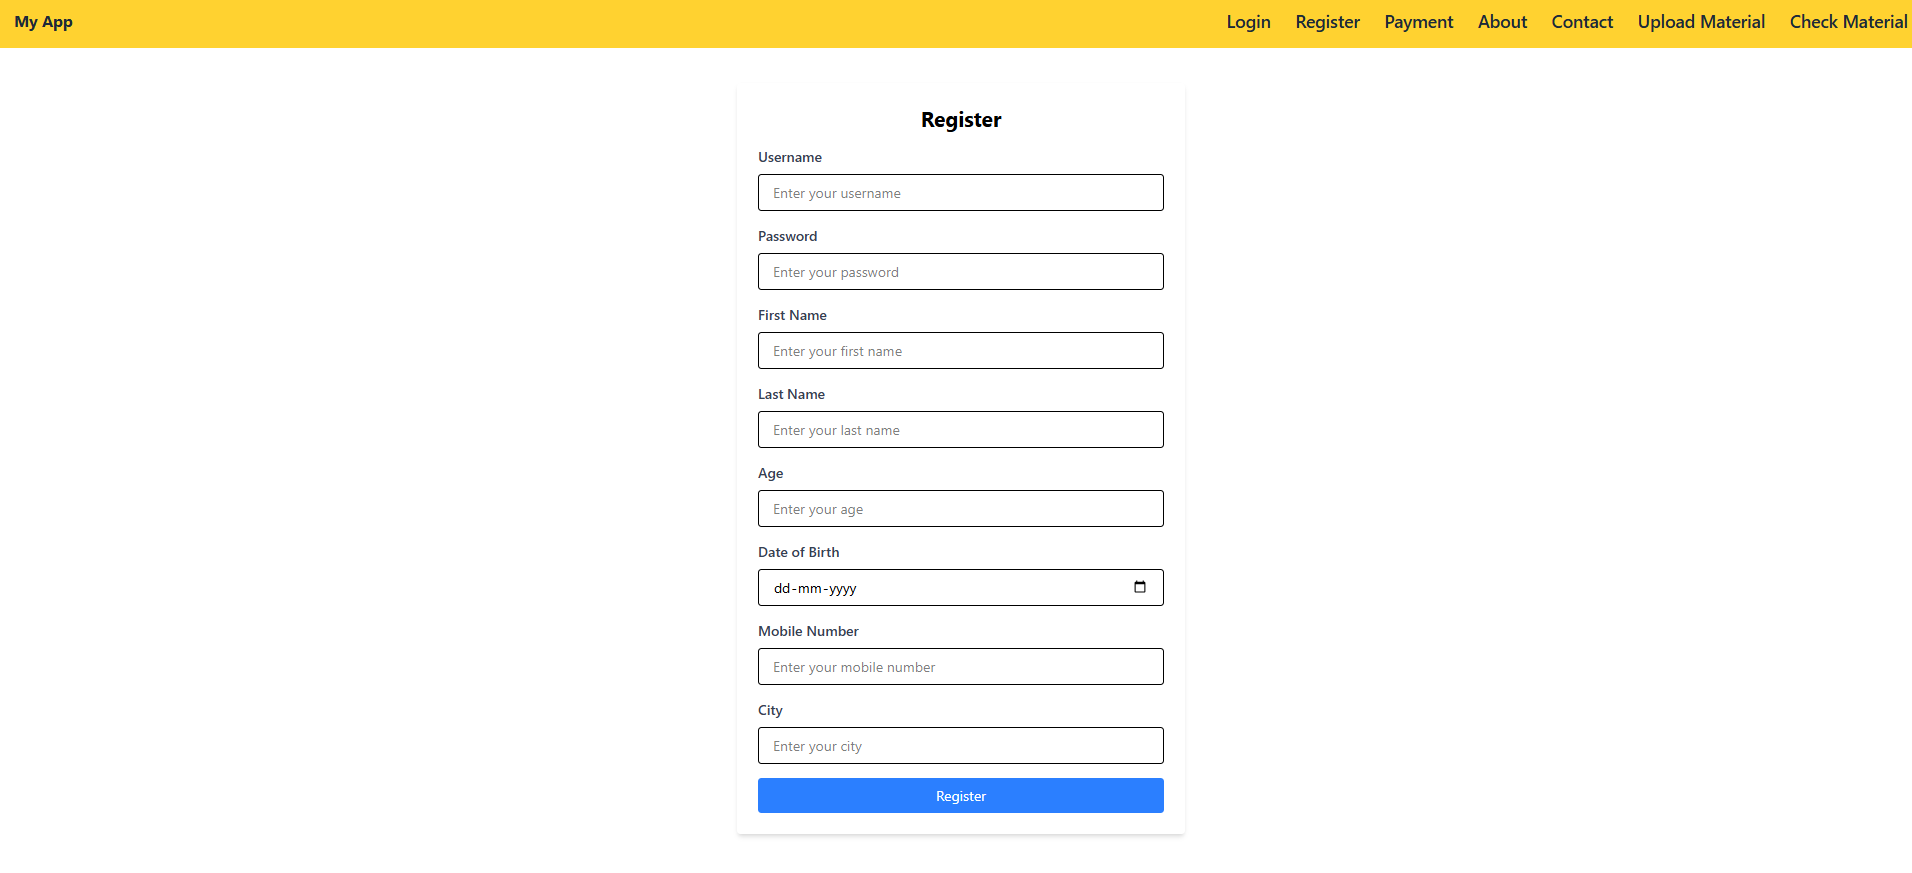 My App
Login Register Payment About Contact Upload Material Check Material
Register
Username
Enter your username
Password
Enter your password
First Name
Enter your first name
Last Name
Enter your last name
Age
Enter your age
Date of Birth
dd-mm-yyyy
Mobile Number
Enter your mobile number
City
Enter your city
Register